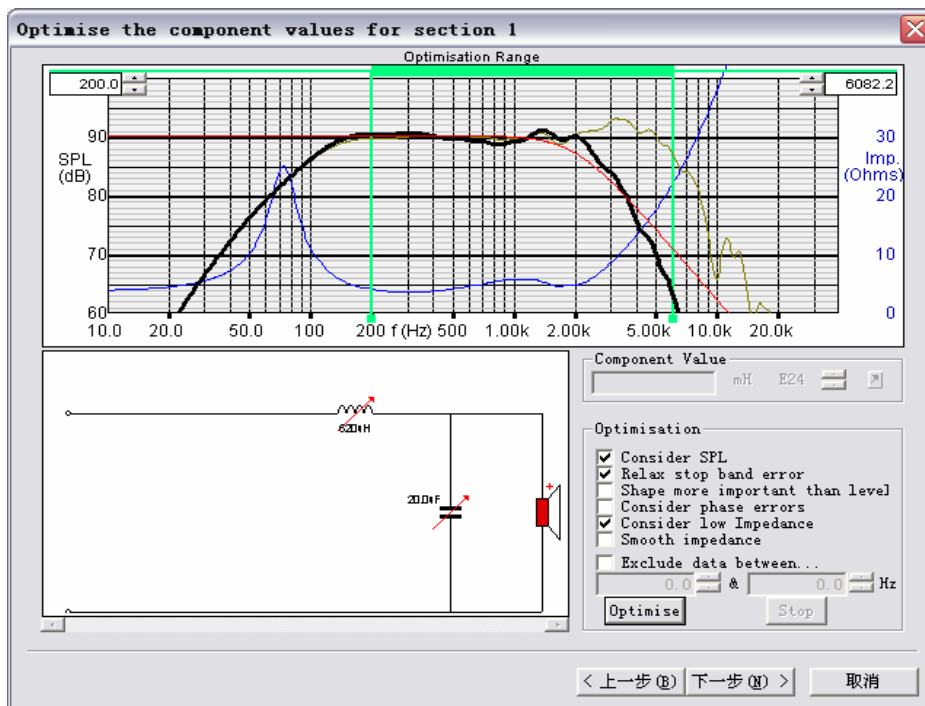 Optimise the component values for section 1
Optimisation Range
200.0
6082.2
90
80
70
60
SPL
(dB)
30
20
10
0
Imp.
(Ohms)
10.0 20.0 50.0 100 200 f (Hz) 500 1.00k 2.00k 5.00k 10.0k 20.0k
620uH
20.0uF
+
Component Value
mH E24
Optimisation
Consider SPL
Relax stop band error
Shape more important than level
Consider phase errors
Consider low Impedance
Smooth impedance
Exclude data between...
0.0 & 0.0 Hz
Optimise Stop
< 上一步(B) 下一步(N) > 取消